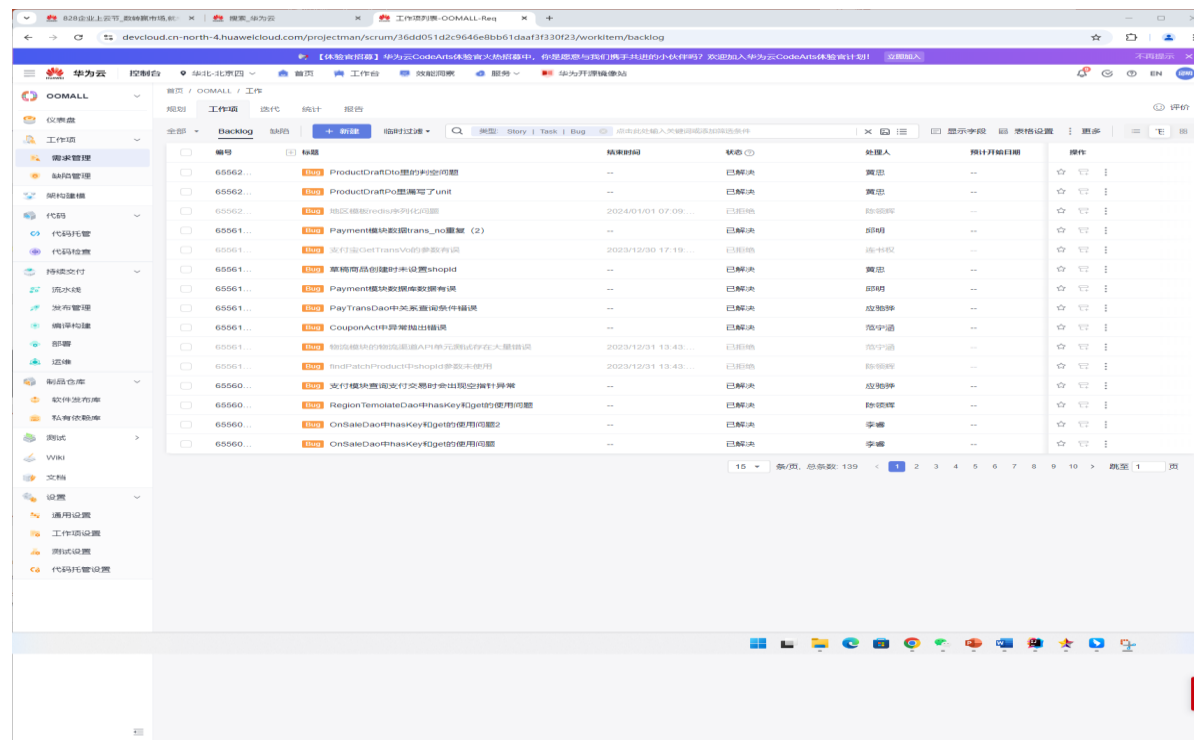 828企业上云节_数转展市场,
搜索_华为云
工作项列表-OOMALL-Req
devcloud.cn-north-4.huaweicloud.com/projectman/scrum/36dd051d2c9646e8bb61daaf3f330f23/workitem/backlog
【体验官招募】华为云CodeArts体验官火热招募中，你是愿意与我们携手共进的小伙伴吗？欢迎加入华为云CodeArts体验官计划! 立即加入 不再提示
华为云 控制台 华北-北京四 首页 工作台 效能洞察 服务 华为开源镜像站 EN
OOMALL
首页 / OOMALL / 工作
规划 工作项 迭代 统计 报告 评价
仪表盘
工作项
需求管理
缺陷管理
架构建模
代码
代码托管
代码检查
持续交付
流水线
发布管理
编译构建
部署
运维
制品仓库
软件发布库
私有依赖库
测试
Wiki
文档
设置
通用设置
工作项设置
测试设置
代码托管设置
全部 Backlog 缺陷 + 新建 临时过滤 类型: Story | Task | Bug 点击此处输入关键词或添加筛选条件 显示字段 表格设置 更多
编号 标题 结束时间 状态 处理人 预计开始日期 操作
65562... Bug ProductDraftDto里的判空问题 -- 已解决 黄思 --
65562... Bug ProductDraftPo里漏写了unit -- 已解决 黄思 --
65562... Bug 地区模板redis序列化问题 2024/01/01 07:09... 已拒绝 陈领辉 --
65561... Bug Payment模块数据trans_no重复（2） -- 已解决 邱明 --
65561... Bug 支付宝GetTransVo的参数有误 2023/12/30 17:19... 已拒绝 --
65561... Bug 草稿商品创建时未设置shopId -- 已解决 黄思 --
65561... Bug Payment模块数据库数据有误 -- 已解决 邱明 --
65561... Bug PayTransDao中关系查询条件错误 -- 已解决 --
65561... Bug CouponAct中异常抛出错误 -- 已解决 范宇涵 --
65561... Bug 物流模块的物流渠道API单元测试存在大量错误 2023/12/31 13:43... 已拒绝 范宇涵 --
65561... Bug findPatchProduct中shopId参数未使用 2023/12/31 13:43... 已拒绝 陈领辉 --
65560... Bug 支付模块查询支付交易时会出现空指针异常 -- 已解决 --
65560... Bug RegionTemolateDao中hasKey和get的使用问题 -- 已解决 陈领辉 --
65560... Bug OnSaleDao中hasKey和get的使用问题2 -- 已解决 李睿 --
65560... Bug OnSaleDao中hasKey和get的使用问题 -- 已解决 李睿 --
15 条/页, 总条数: 139 < 1 2 3 4 5 6 7 8 9 10 > 跳至 1 页